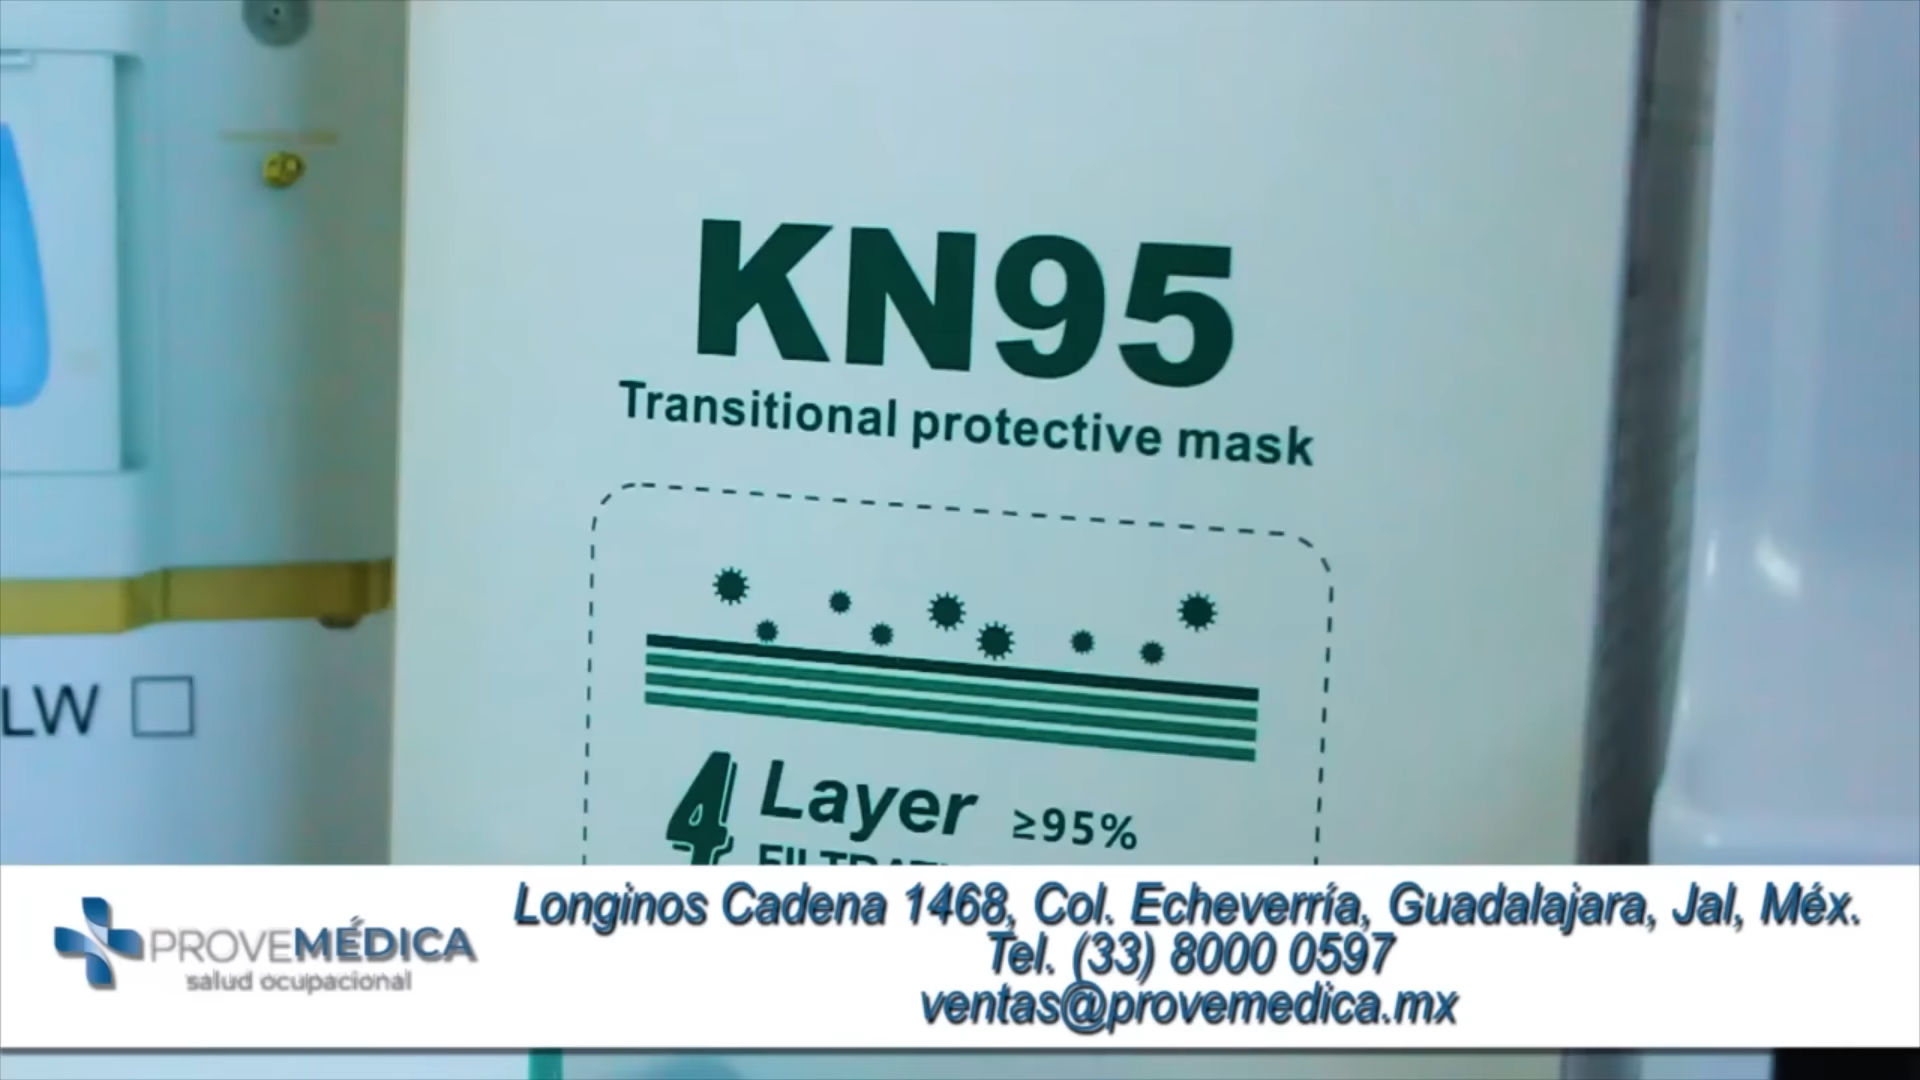 KN95
Transitional protective mask
4 Layer ≥95%
LW
PROVEMÉDICA
salud ocupacional
Longinos Cadena 1468, Col. Echeverría, Guadalajara, Jal, Méx.
Tel. (33) 8000 0597
ventas@provemedica.mx